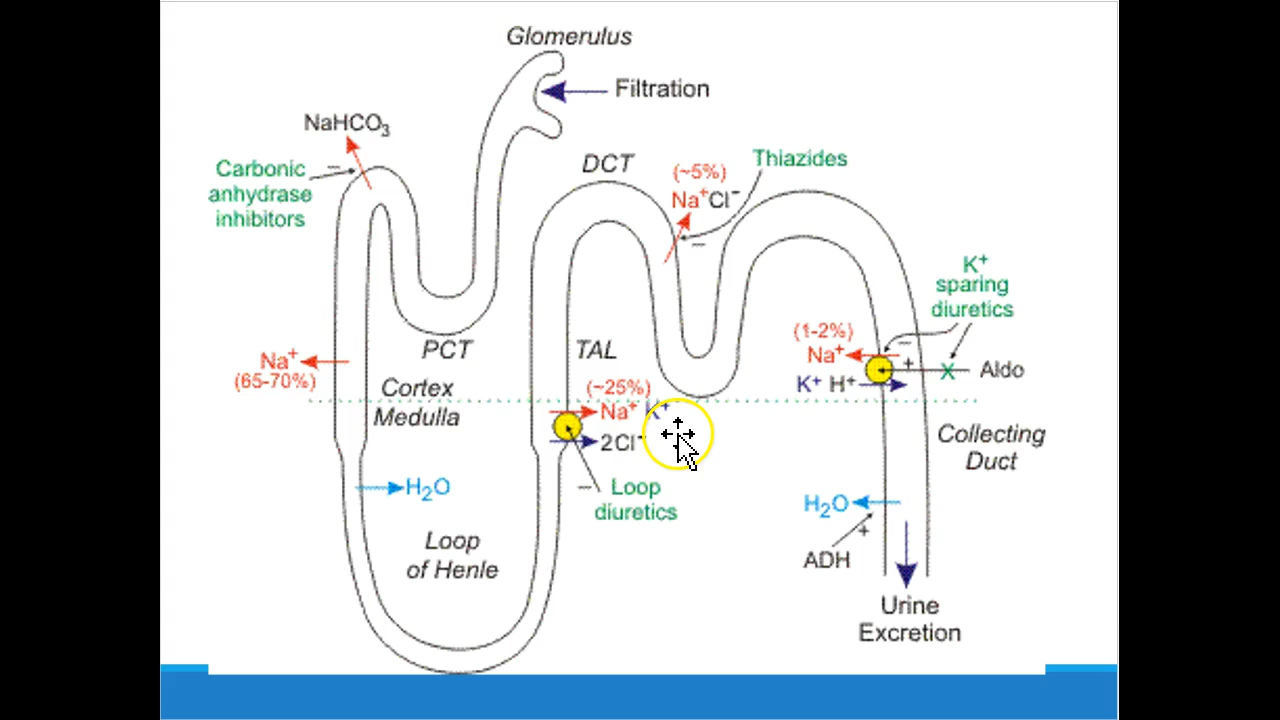 Glomerulus
Filtration
NaHCO3
Carbonic
anhydrase
inhibitors
–
DCT
(~5%)
Na+Cl–
Thiazides
–
K+
sparing
diuretics
PCT
TAL
Na+
(65-70%)
Cortex
Medulla
(~25%)
Na+ K+
2Cl–
(1-2%)
Na+
K+ H+
–
+
X
Aldo
Collecting
Duct
H2O
–
Loop
diuretics
Loop
of Henle
H2O
+
ADH
Urine
Excretion